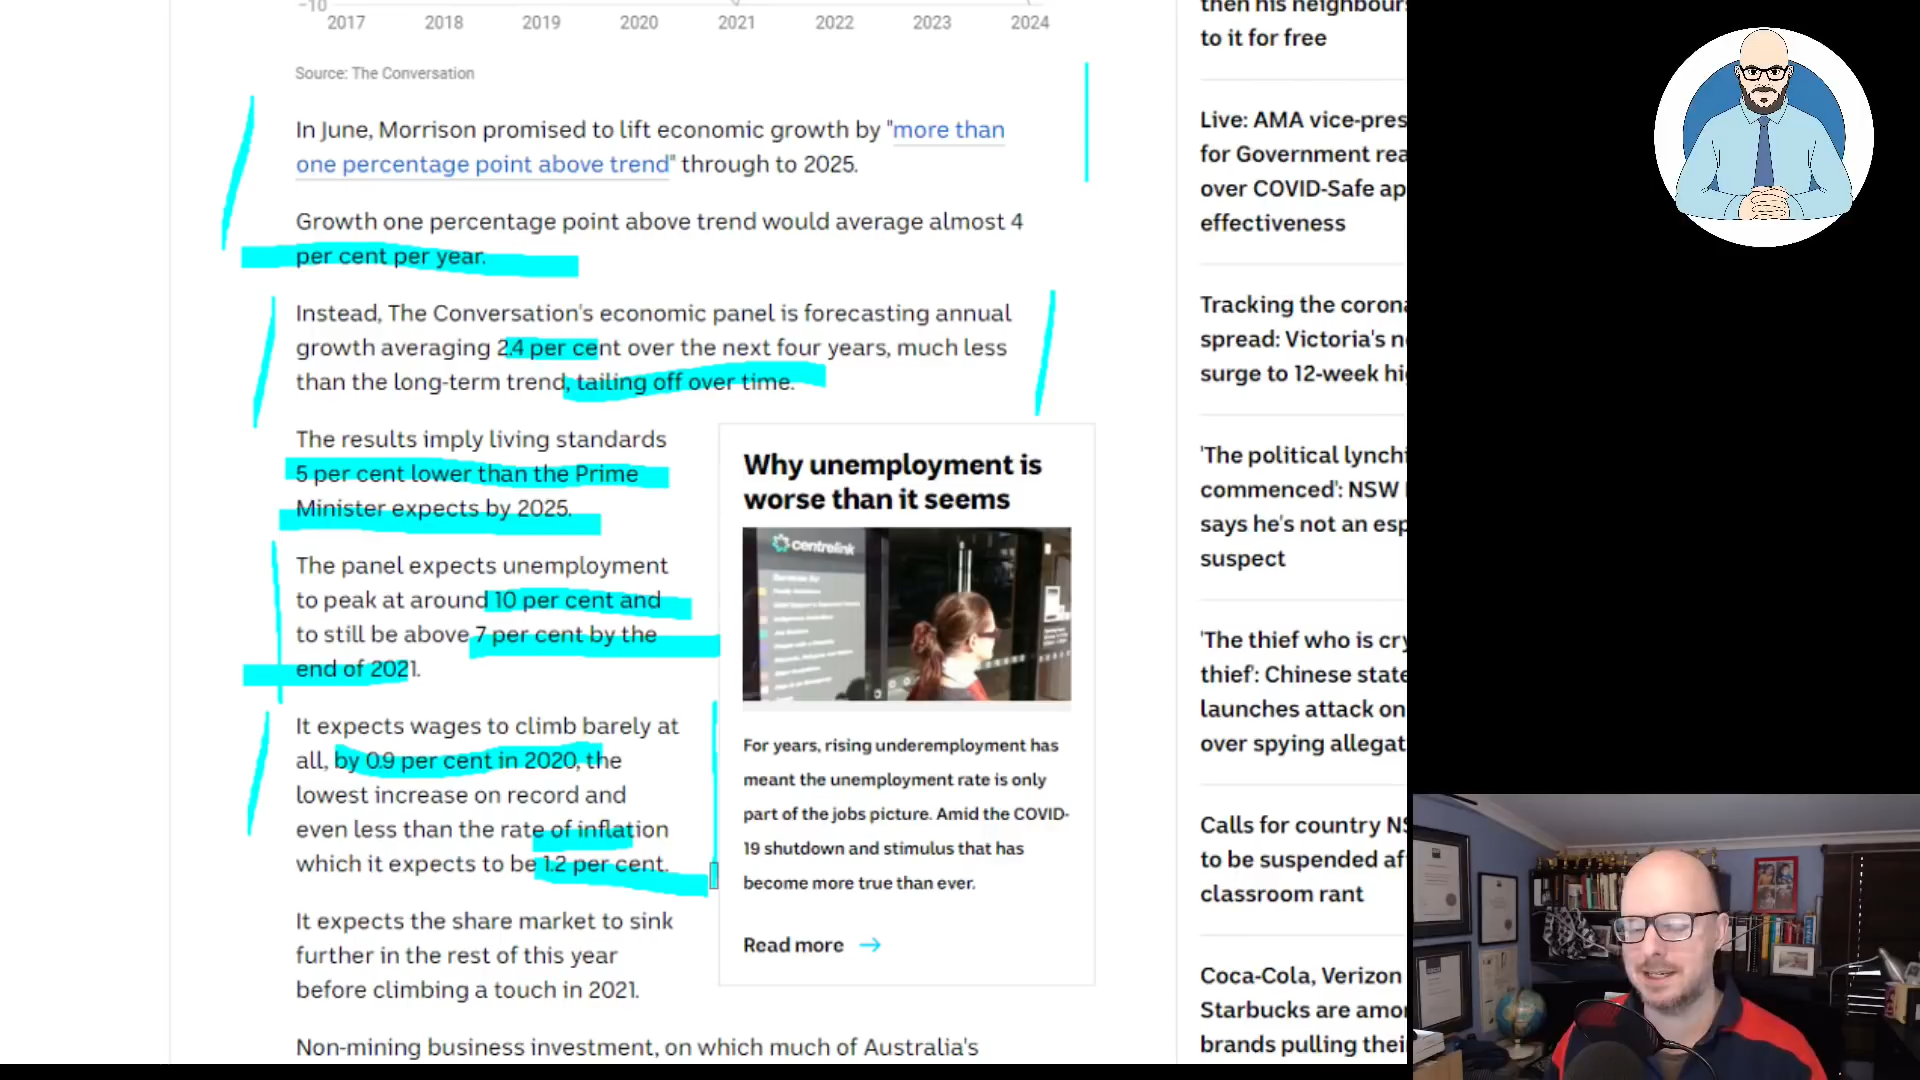 -10
2017 2018 2019 2020 2021 2022 2023 2024
Source: The Conversation
In June, Morrison promised to lift economic growth by "more than
one percentage point above trend" through to 2025.
Growth one percentage point above trend would average almost 4
per cent per year.
Instead, The Conversation's economic panel is forecasting annual
growth averaging 2.4 per cent over the next four years, much less
than the long-term trend, tailing off over time.
The results imply living standards
5 per cent lower than the Prime
Minister expects by 2025.
The panel expects unemployment
to peak at around 10 per cent and
to still be above 7 per cent by the
end of 2021.
It expects wages to climb barely at
all, by 0.9 per cent in 2020, the
lowest increase on record and
even less than the rate of inflation
which it expects to be 1.2 per cent.
It expects the share market to sink
further in the rest of this year
before climbing a touch in 2021.
Non-mining business investment, on which much of Australia's
Why unemployment is
worse than it seems
centrelink
For years, rising underemployment has
meant the unemployment rate is only
part of the jobs picture. Amid the COVID-
19 shutdown and stimulus that has
become more true than ever.
Read more →
then his neighbours
to it for free
Live: AMA vice-pres
for Government rea
over COVID-Safe ap
effectiveness
Tracking the corona
spread: Victoria's n
surge to 12-week hi
'The political lynchi
commenced': NSW
says he's not an esp
suspect
'The thief who is cry
thief': Chinese state
launches attack on
over spying allegat
Calls for country NS
to be suspended af
classroom rant
Coca-Cola, Verizon
Starbucks are amo
brands pulling thei